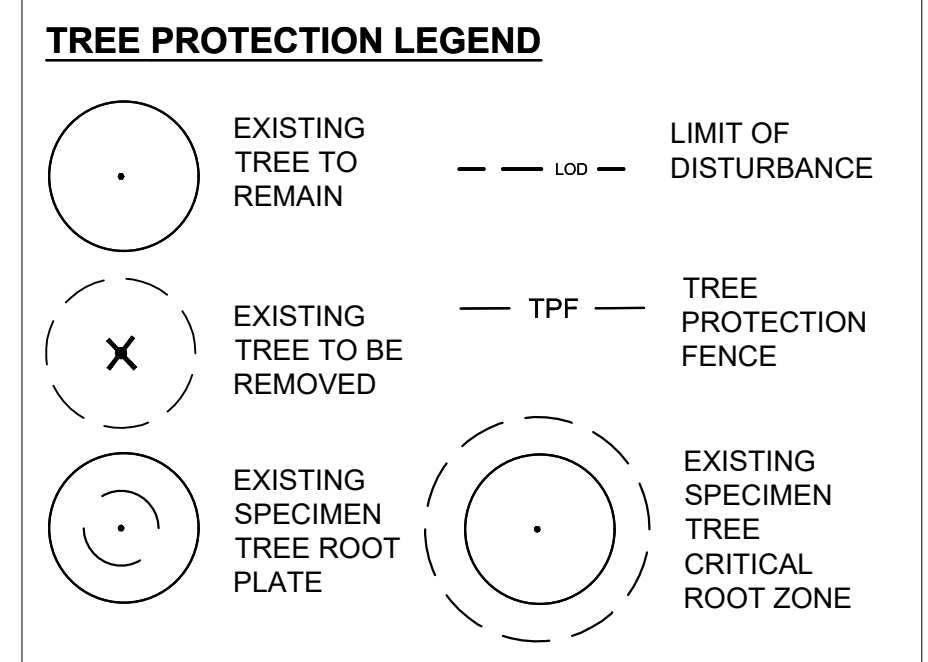 TREE PROTECTION LEGEND
EXISTING
TREE TO
REMAIN
LOD
LIMIT OF
DISTURBANCE
EXISTING
TREE TO BE
REMOVED
TPF
TREE
PROTECTION
FENCE
EXISTING
SPECIMEN
TREE ROOT
PLATE
EXISTING
SPECIMEN
TREE
CRITICAL
ROOT ZONE